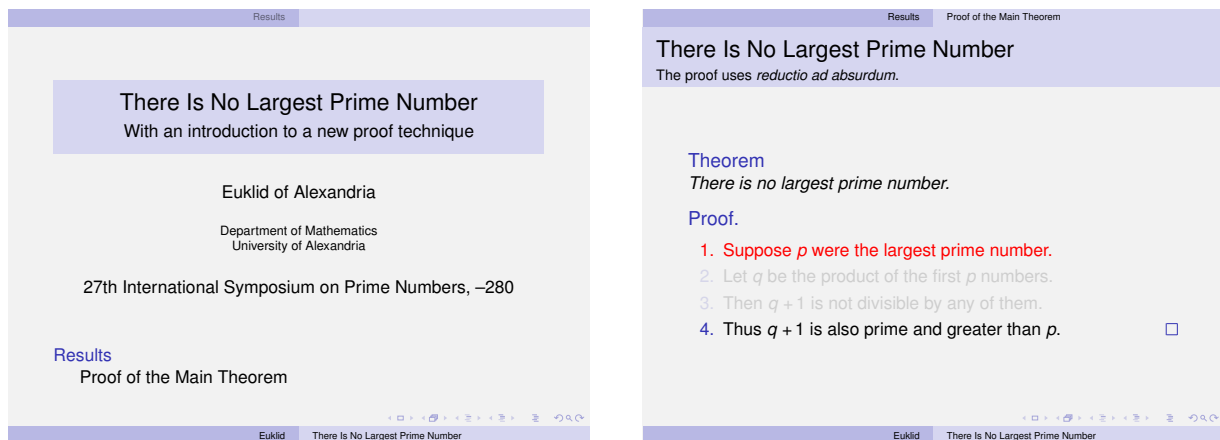 Results
There Is No Largest Prime Number
With an introduction to a new proof technique
Euklid of Alexandria
Department of Mathematics
University of Alexandria
27th International Symposium on Prime Numbers, –280
Results
Proof of the Main Theorem
Euklid There Is No Largest Prime Number
Results Proof of the Main Theorem
There Is No Largest Prime Number
The proof uses reductio ad absurdum.
Theorem
There is no largest prime number.
Proof.
1. Suppose p were the largest prime number.
2. Let q be the product of the first p numbers.
3. Then q + 1 is not divisible by any of them.
4. Thus q + 1 is also prime and greater than p.
Euklid There Is No Largest Prime Number